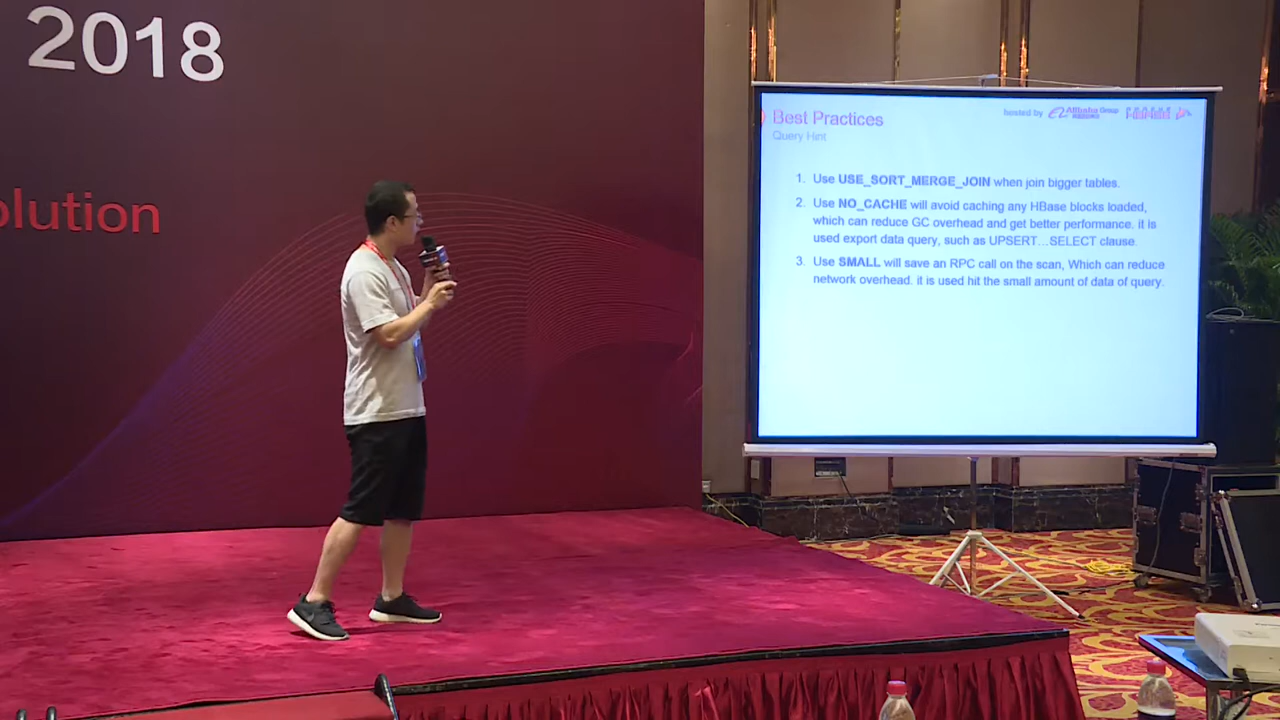 2018
olution
Best Practices
Query Hint
hosted by Alibaba Group
1. Use USE_SORT_MERGE_JOIN when join bigger tables.
2. Use NO_CACHE will avoid caching any HBase blocks loaded,
which can reduce GC overhead and get better performance. it is
used export data query, such as UPSERT...SELECT clause.
3. Use SMALL will save an RPC call on the scan, Which can reduce
network overhead. it is used hit the small amount of data of query.